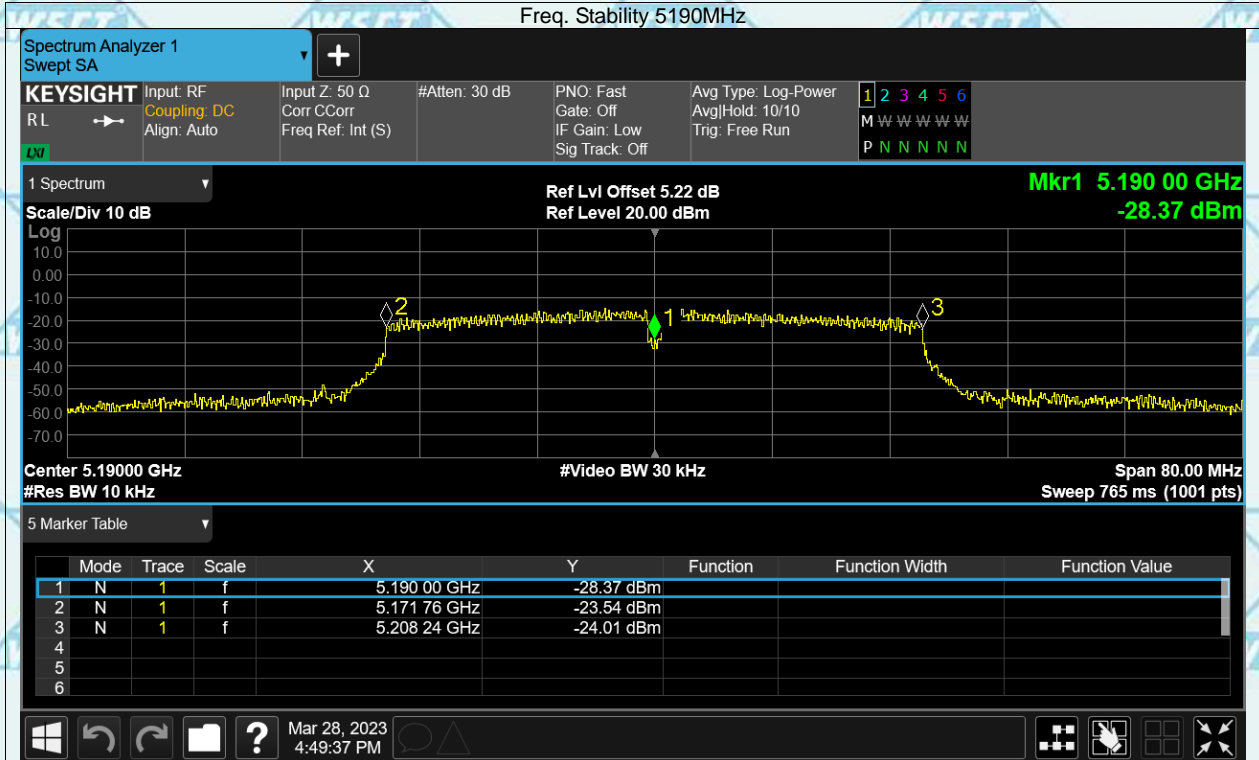 Freq. Stability 5190MHz
Spectrum Analyzer 1
Swept SA
KEYSIGHT
R L
LXI
Input: RF
Coupling: DC
Align: Auto
Input Z: 50 Ω
Corr CCorr
Freq Ref: Int (S)
#Atten: 30 dB
PNO: Fast
Gate: Off
IF Gain: Low
Sig Track: Off
Avg Type: Log-Power
Avg|Hold: 10/10
Trig: Free Run
1 2 3 4 5 6
M W W W W W W
P N N N N N N
1 Spectrum
Scale/Div 10 dB
Ref Lvl Offset 5.22 dB
Ref Level 20.00 dBm
Mkr1 5.190 00 GHz
-28.37 dBm
Log
10.0
0.00
-10.0
-20.0
-30.0
-40.0
-50.0
-60.0
-70.0
2
1
3
Center 5.19000 GHz
#Video BW 30 kHz
Span 80.00 MHz
#Res BW 10 kHz
Sweep 765 ms (1001 pts)
5 Marker Table
Mode Trace Scale X Y Function Function Width Function Value
1 N 1 f 5.190 00 GHz -28.37 dBm
2 N 1 f 5.171 76 GHz -23.54 dBm
3 N 1 f 5.208 24 GHz -24.01 dBm
4
5
6
?
Mar 28, 2023
4:49:37 PM